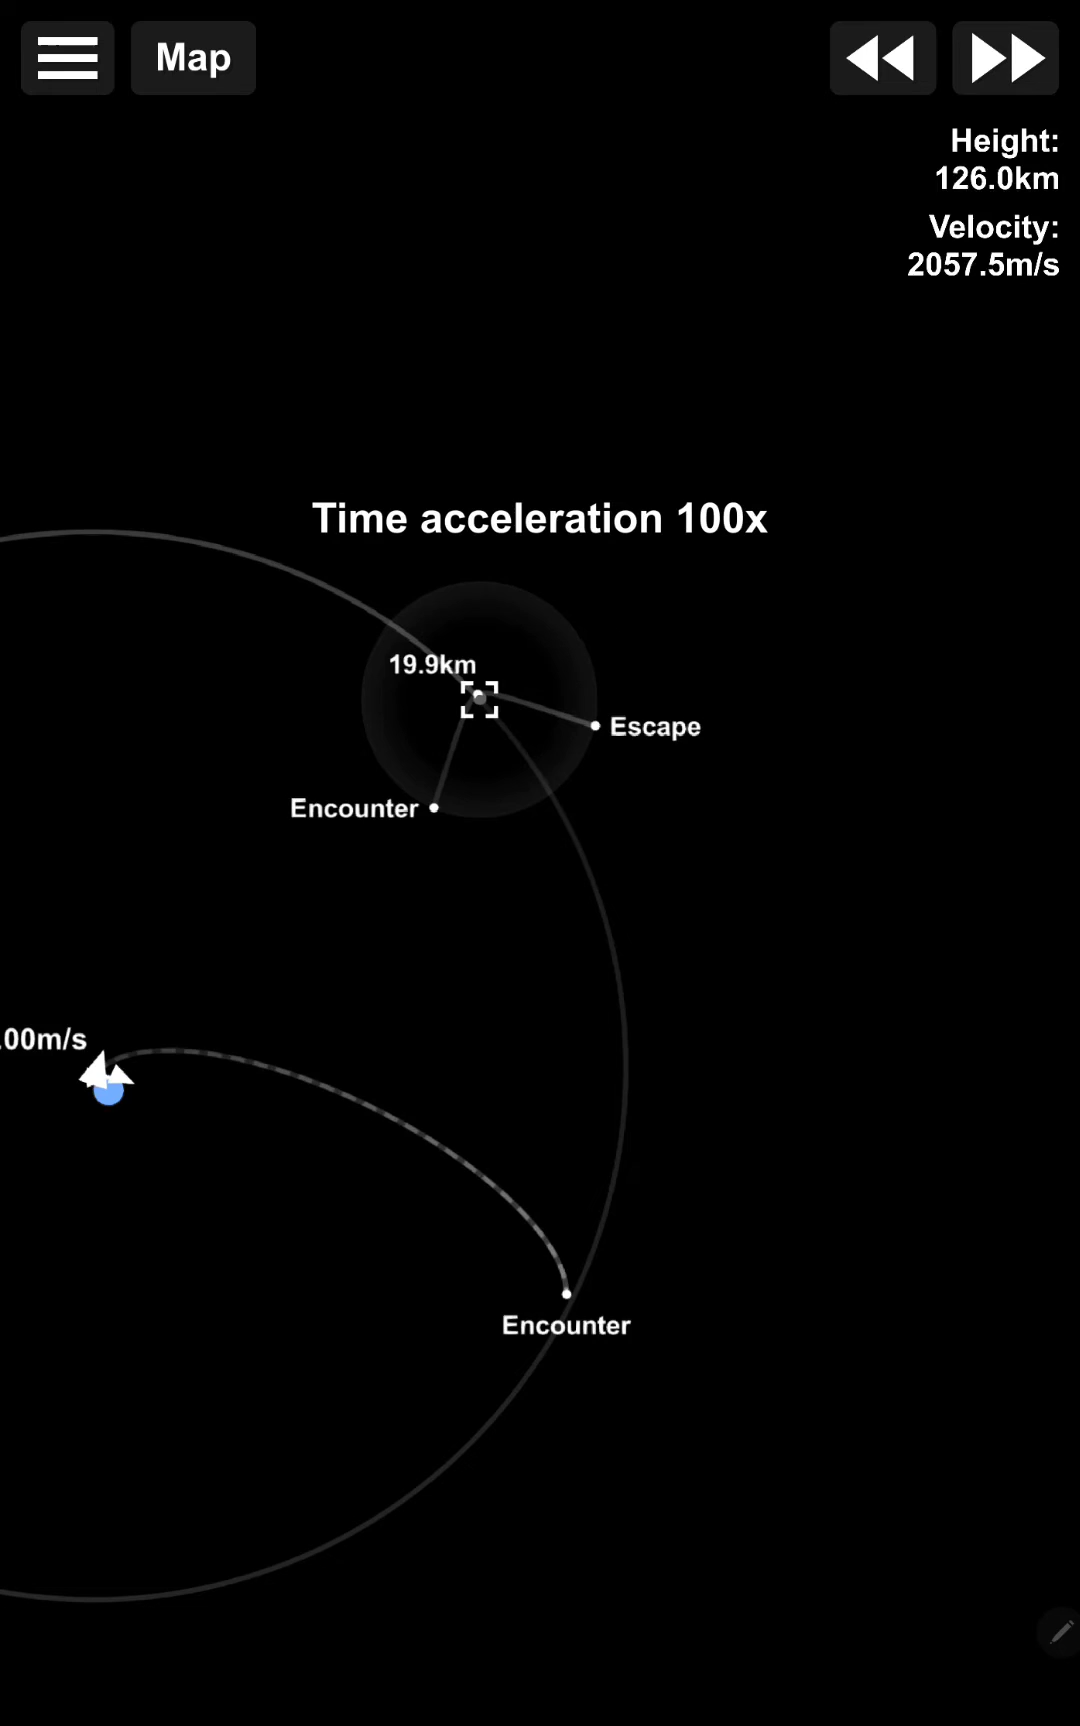 Map
Height:
126.0km
Velocity:
2057.5m/s
Time acceleration 100x
19.9km
Escape
Encounter
.00m/s
Encounter